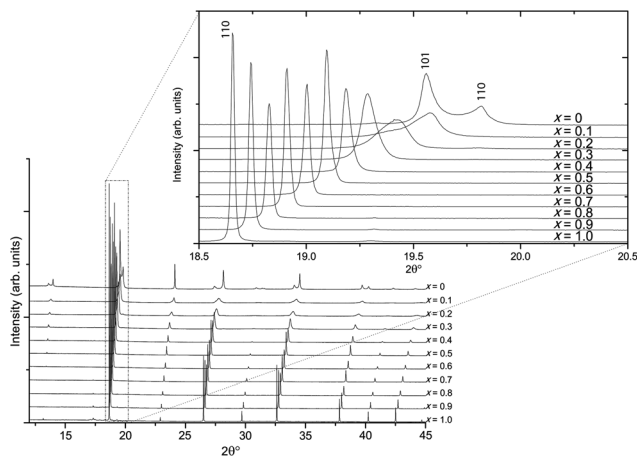 110
101
110
x = 0
x = 0.1
x = 0.2
x = 0.3
x = 0.4
x = 0.5
x = 0.6
x = 0.7
x = 0.8
x = 0.9
x = 1.0
Intensity (arb. units)
18.5 19.0 19.5 20.0 20.5
2θ°
Intensity (arb. units)
x = 0
x = 0.1
x = 0.2
x = 0.3
x = 0.4
x = 0.5
x = 0.6
x = 0.7
x = 0.8
x = 0.9
x = 1.0
15 20 25 30 35 40 45
2θ°